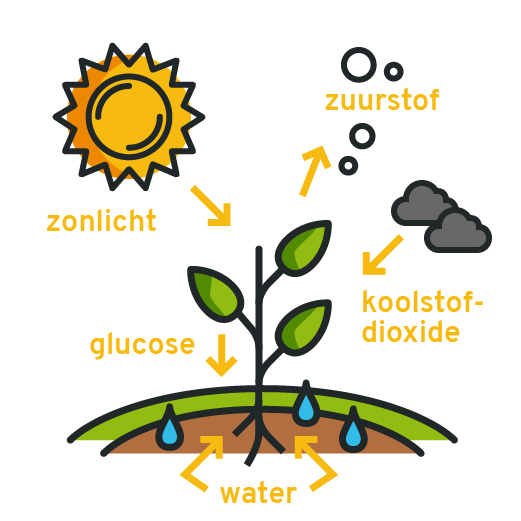 zuurstof
zonlicht
koolstof-
dioxide
glucose
water